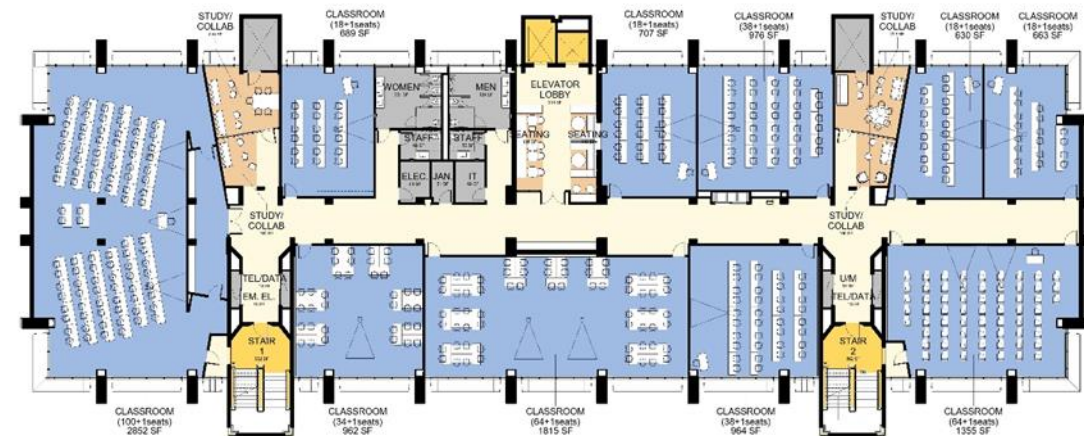 STUDY/
COLLAB
CLASSROOM
(18+1seats)
689 SF
CLASSROOM
(18+1seats)
707 SF
CLASSROOM
(38+1seats)
976 SF
STUDY/
COLLAB
CLASSROOM
(18+1seats)
630 SF
CLASSROOM
(18+1seats)
663 SF
WOMEN
MEN
ELEVATOR
LOBBY
STAFF
STAFF
SEATING
SEATING
ELEC.
JAN.
IT
STUDY/
COLLAB
STUDY/
COLLAB
TEL/DATA
EM. EL.
U/M
TEL/DATA
STAIR
1
STAIR
2
CLASSROOM
(100+1seats)
2852 SF
CLASSROOM
(34+1seats)
962 SF
CLASSROOM
(64+1seats)
1815 SF
CLASSROOM
(38+1seats)
964 SF
CLASSROOM
(64+1seats)
1355 SF